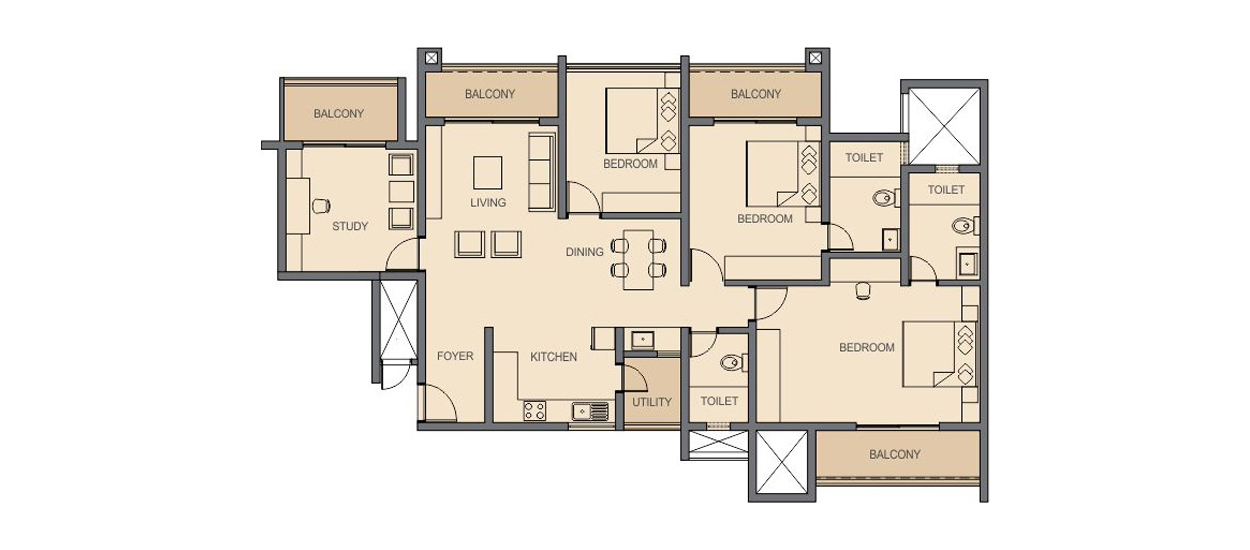 BALCONY
BALCONY
BALCONY
BEDROOM
TOILET
TOILET
LIVING
BEDROOM
STUDY
DINING
BEDROOM
FOYER
KITCHEN
UTILITY
TOILET
BALCONY